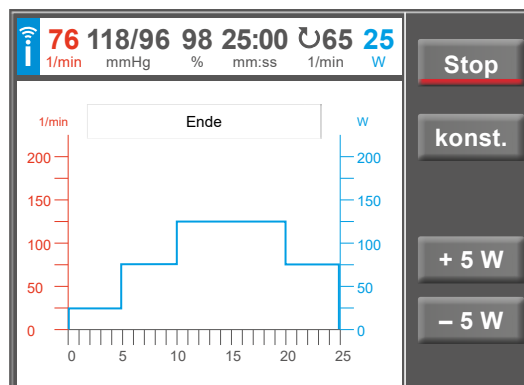 76 118/96 98 25:00 ↻65 25
1/min mmHg % mm:ss 1/min W
Stop
1/min Ende W
konst.
200 200
150 150
100 100
+ 5 W
50 50
– 5 W
0 0
0 5 10 15 20 25